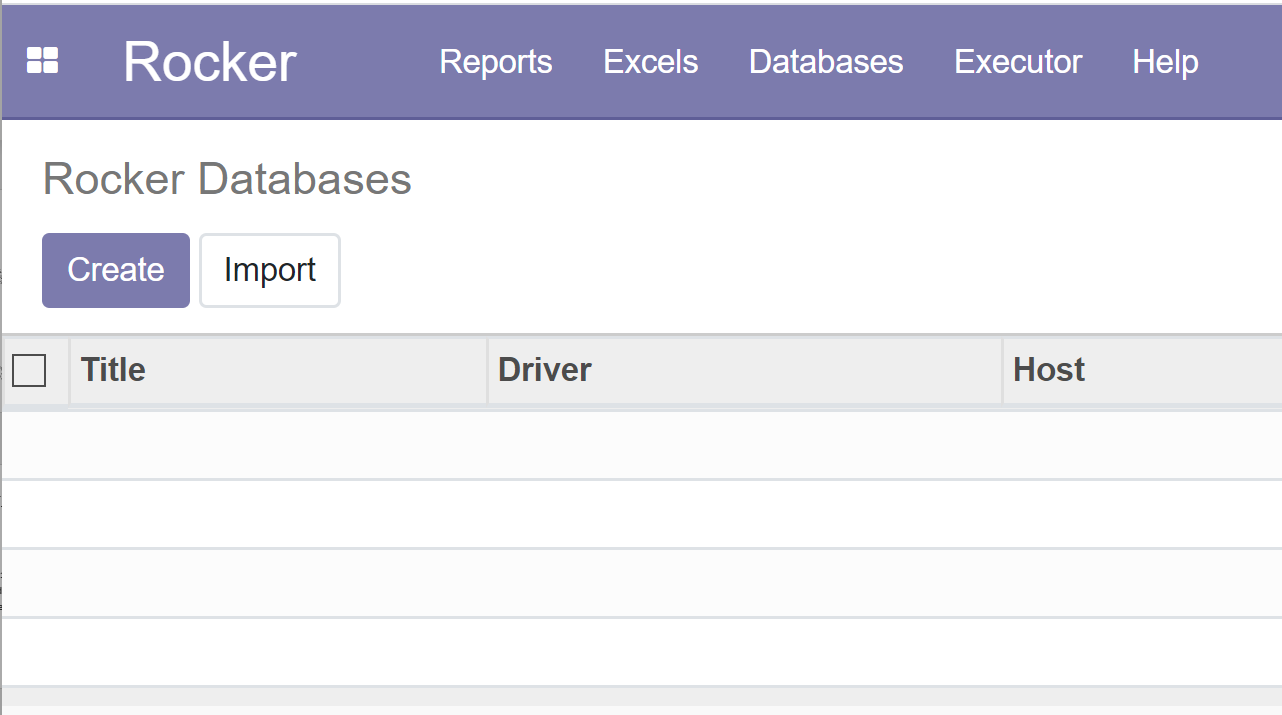 Rocker Reports Excels Databases Executor Help
Rocker Databases
Create Import
Title Driver Host